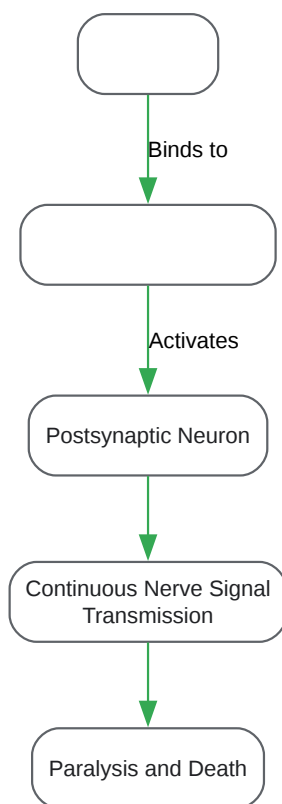 Binds to
Activates
Postsynaptic Neuron
Continuous Nerve Signal
Transmission
Paralysis and Death